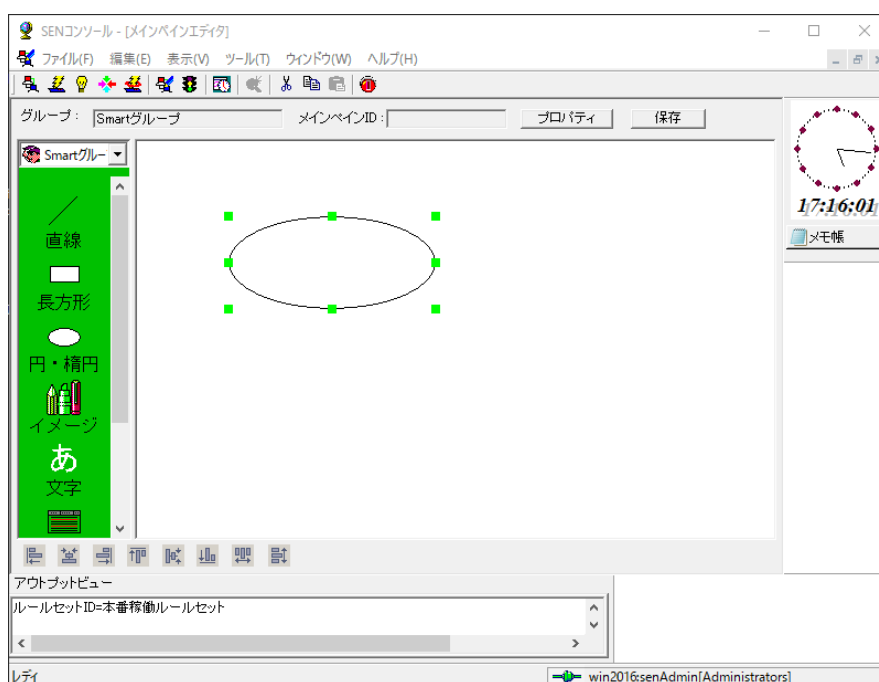 SENコンソール - [メインペインエディタ]
ファイル(F) 編集(E) 表示(V) ツール(T) ウインドウ(W) ヘルプ(H)
グループ : Smartグループ メインペインID : プロパティ 保存
Smartグルー
直線
長方形
円・楕円
イメージ
あ
文字
17:16:01
メモ帳
アウトプットビュー
ルールセットID=本番稼働ルールセット
レディ win2016:senAdmin[Administrators]